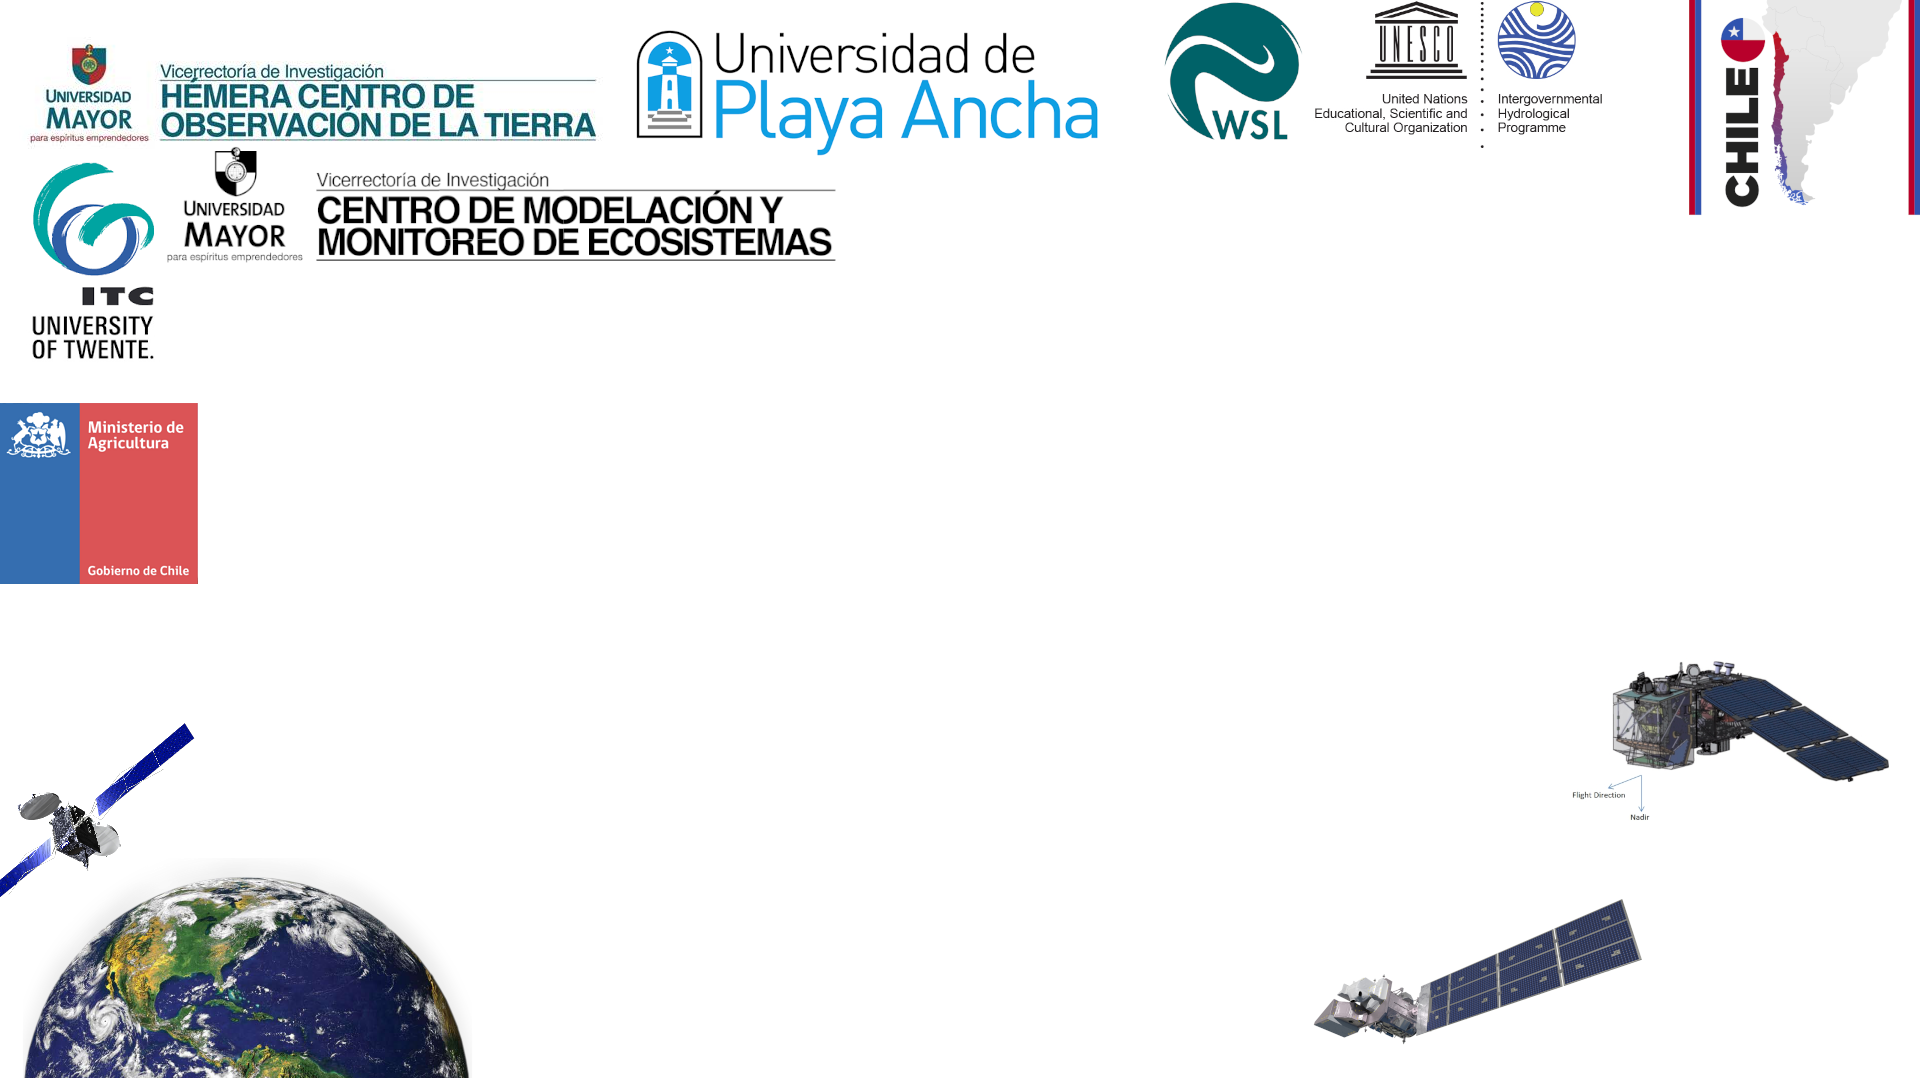 Vicerrectoría de Investigación
HÉMERA CENTRO DE
OBSERVACIÓN DE LA TIERRA
UNIVERSIDAD
MAYOR
para espíritus emprendedores
Universidad de
Playa Ancha
WSL
UNESCO
United Nations
Educational, Scientific and
Cultural Organization
Intergovernmental
Hydrological
Programme
CHILE
UNIVERSIDAD
MAYOR
para espíritus emprendedores
Vicerrectoría de Investigación
CENTRO DE MODELACIÓN Y
MONITOREO DE ECOSISTEMAS
ITC
UNIVERSITY
OF TWENTE.
Ministerio de
Agricultura
Gobierno de Chile
Flight Direction
Nadir